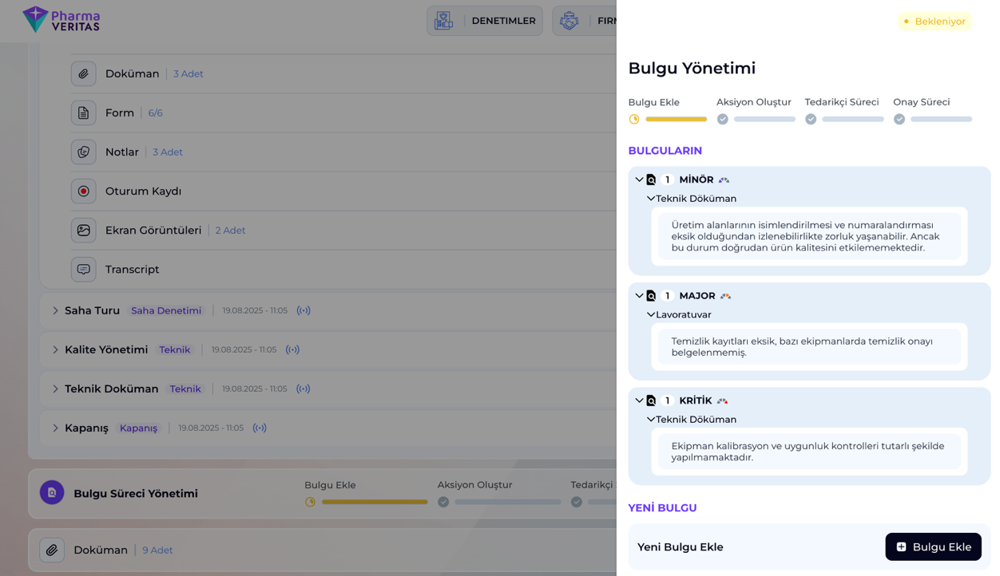 Pharma
VERITAS
DENETİMLER
FİRM
Doküman
3 Adet
Form
6/6
Notlar
3 Adet
Oturum Kaydı
Ekran Görüntüleri
2 Adet
Transcript
Saha Turu
Saha Denetimi
19.08.2025 - 11:05
Kalite Yönetimi
Teknik
19.08.2025 - 11:05
Teknik Doküman
Teknik
19.08.2025 - 11:05
Kapanış
Kapanış
19.08.2025 - 11:05
Bulgu Süreci Yönetimi
Bulgu Ekle
Aksiyon Oluştur
Tedarikçi
Doküman
9 Adet
Bekleniyor
Bulgu Yönetimi
Bulgu Ekle
Aksiyon Oluştur
Tedarikçi Süreci
Onay Süreci
BULGULARIN
1 MİNÖR
Teknik Döküman
Üretim alanlarının isimlendirilmesi ve numaralandırması
eksik olduğundan izlenebilirlikte zorluk yaşanabilir. Ancak
bu durum doğrudan ürün kalitesini etkilememektedir.
1 MAJOR
Lavoratuvar
Temizlik kayıtları eksik, bazı ekipmanlarda temizlik onayı
belgelenmemiş.
1 KRİTİK
Teknik Döküman
Ekipman kalibrasyon ve uygunluk kontrolleri tutarlı şekilde
yapılmamaktadır.
YENİ BULGU
Yeni Bulgu Ekle
Bulgu Ekle